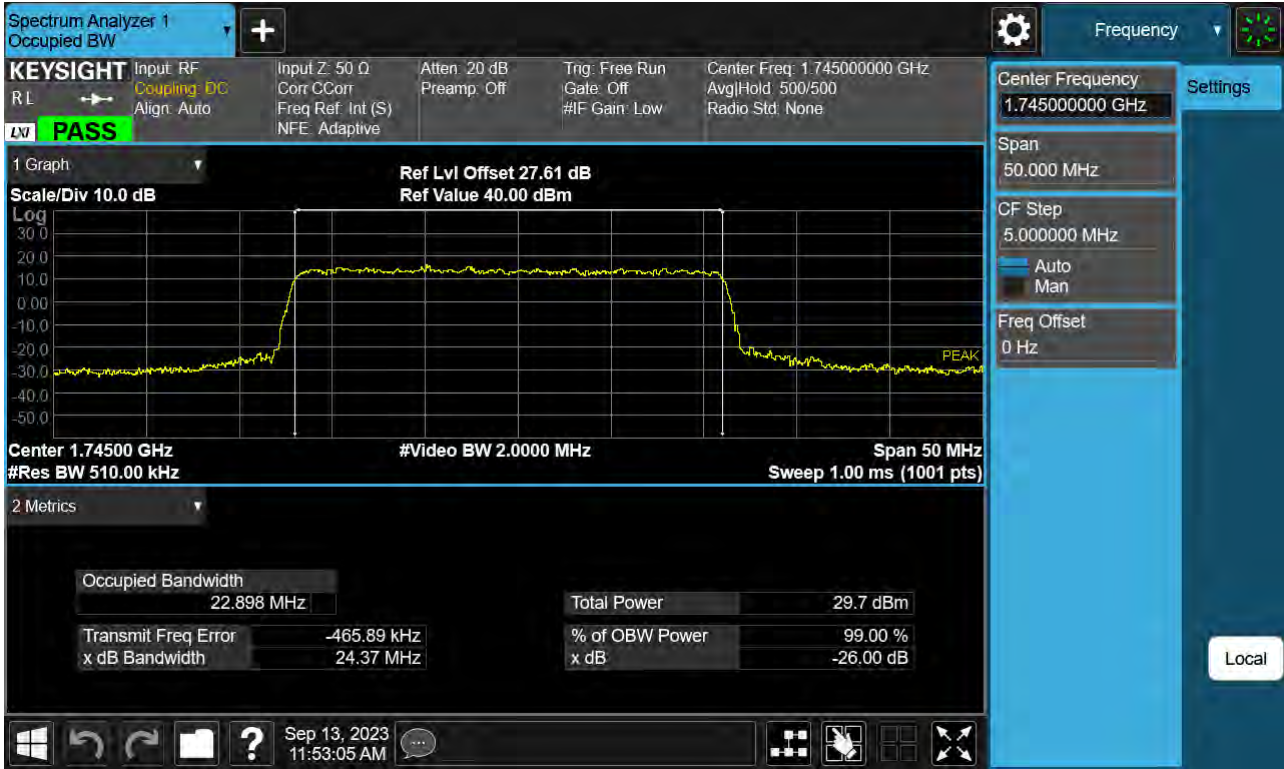 Spectrum Analyzer 1
Occupied BW
Frequency
KEYSIGHT
RL
LXI
PASS
Input: RF
Coupling: DC
Align: Auto
Input Z: 50 Ω
Corr CCorr
Freq Ref: Int (S)
NFE: Adaptive
Atten: 20 dB
Preamp: Off
Trig: Free Run
Gate: Off
#IF Gain: Low
Center Freq: 1.745000000 GHz
Avg|Hold: 500/500
Radio Std: None
Center Frequency
1.745000000 GHz
Settings
Span
50.000 MHz
CF Step
5.000000 MHz
Auto
Man
Freq Offset
0 Hz
Local
1 Graph
Scale/Div 10.0 dB
Ref Lvl Offset 27.61 dB
Ref Value 40.00 dBm
Log
30.0
20.0
10.0
0.00
-10.0
-20.0
-30.0
-40.0
-50.0
PEAK
Center 1.74500 GHz
#Video BW 2.0000 MHz
Span 50 MHz
#Res BW 510.00 kHz
Sweep 1.00 ms (1001 pts)
2 Metrics
Occupied Bandwidth
22.898 MHz
Total Power 29.7 dBm
Transmit Freq Error -465.89 kHz
% of OBW Power 99.00 %
x dB Bandwidth 24.37 MHz
x dB -26.00 dB
?
Sep 13, 2023
11:53:05 AM